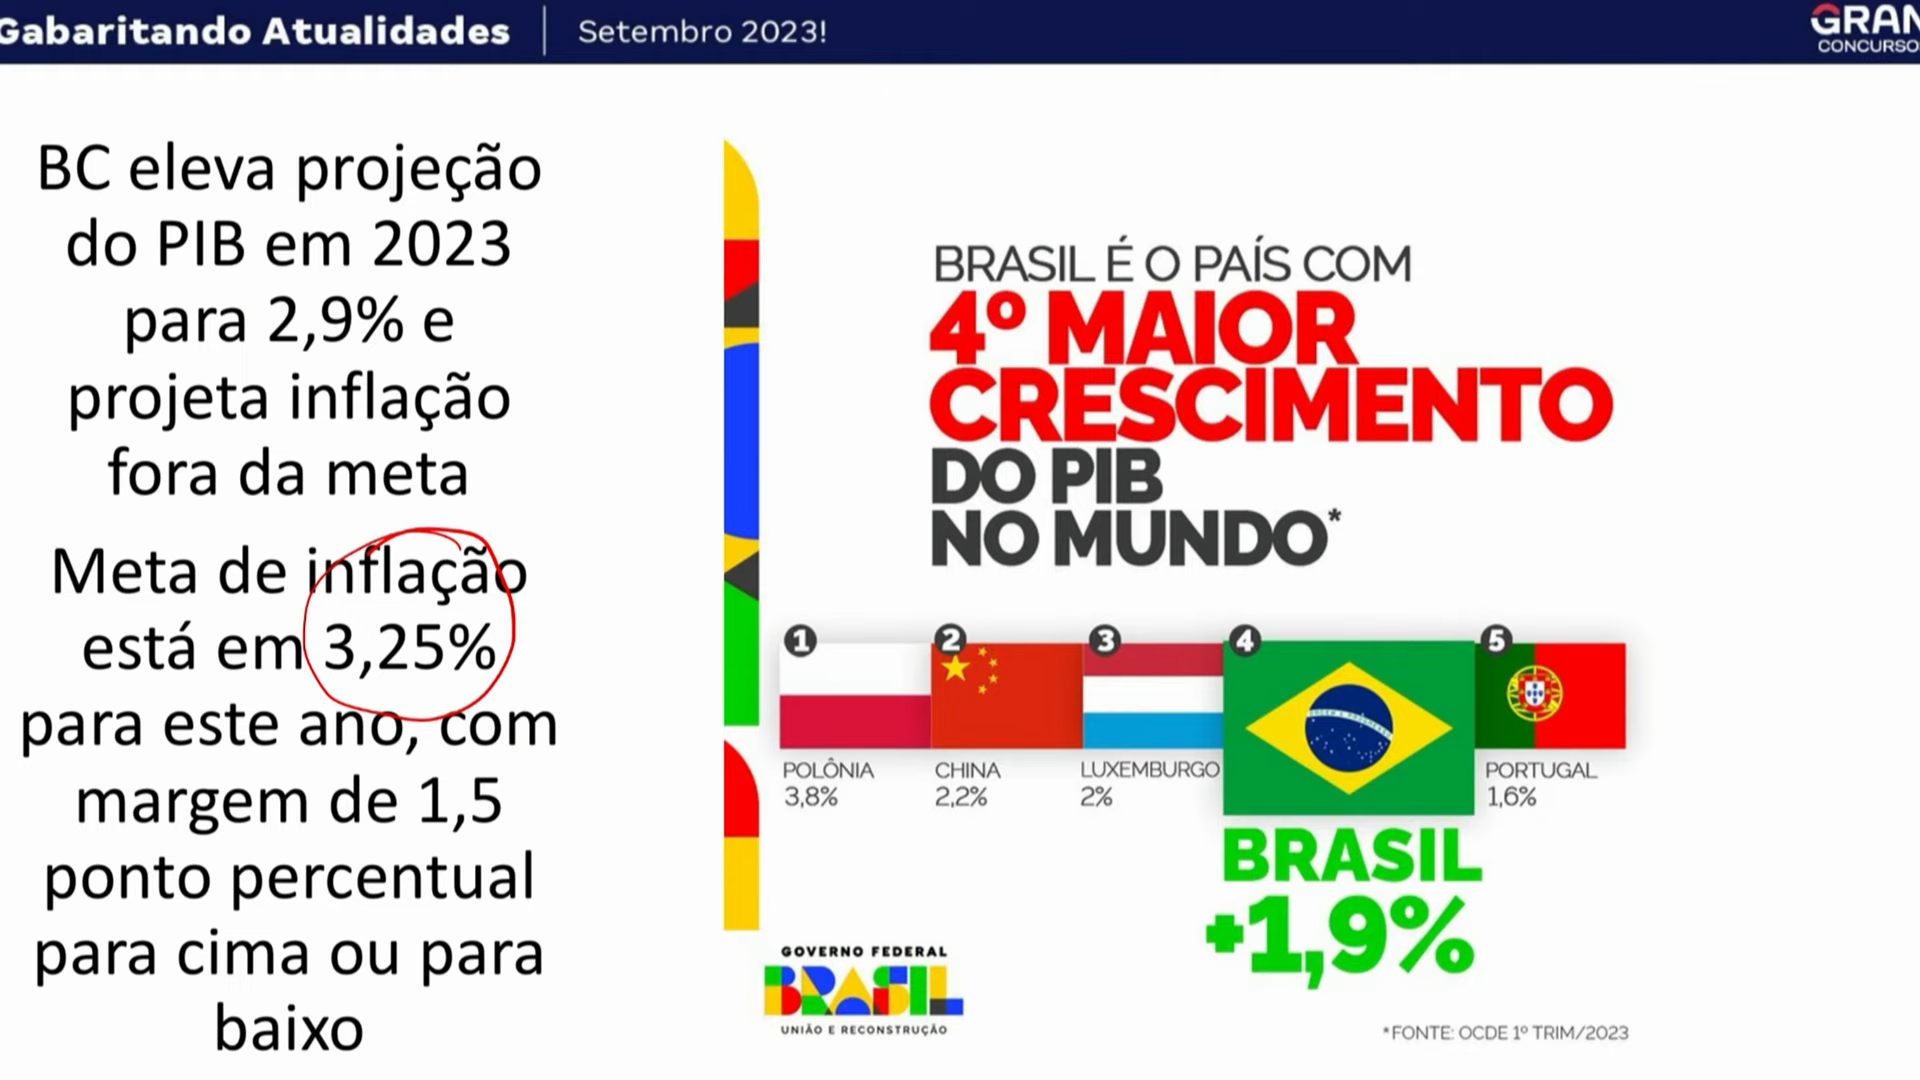 Gabaritando Atualidades | Setembro 2023!
GRAN
CONCURSO
BC eleva projeção
do PIB em 2023
para 2,9% e
projeta inflação
fora da meta
Meta de inflação
está em 3,25%
para este ano, com
margem de 1,5
ponto percentual
para cima ou para
baixo
BRASIL É O PAÍS COM
4º MAIOR
CRESCIMENTO
DO PIB
NO MUNDO*
1 2 3 4 5
POLÔNIA CHINA LUXEMBURGO PORTUGAL
3,8% 2,2% 2% 1,6%
BRASIL
+1,9%
GOVERNO FEDERAL
BRASIL
UNIÃO E RECONSTRUÇÃO
*FONTE: OCDE 1º TRIM/2023